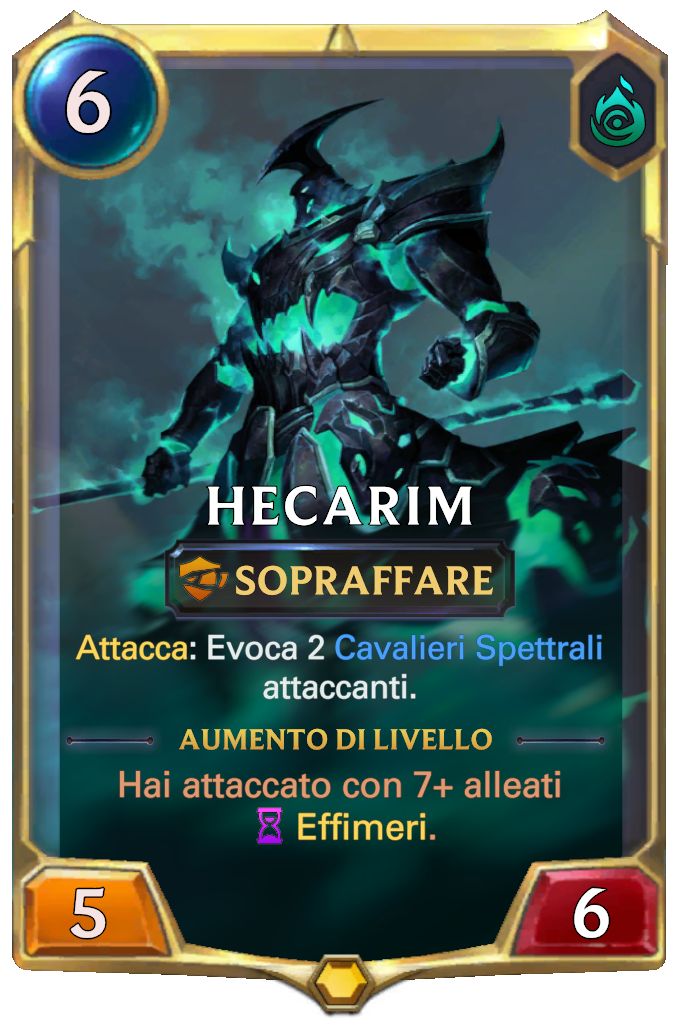 6
HECARIM
SOPRAFFARE
Attacca: Evoca 2 Cavalieri Spettrali
attaccanti.
AUMENTO DI LIVELLO
Hai attaccato con 7+ alleati
Effimeri.
5
6